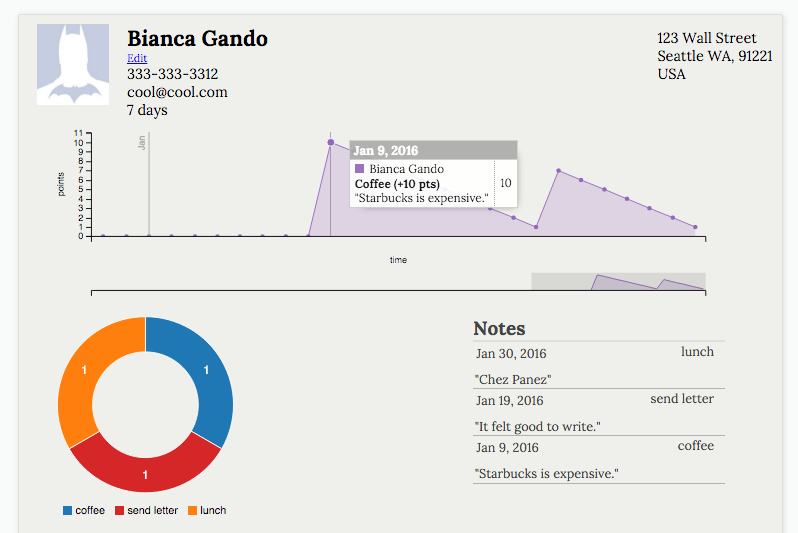 Bianca Gando
Edit
333-333-3312
cool@cool.com
7 days
123 Wall Street
Seattle WA, 91221
USA
11
10
9
8
7
6
5
4
3
2
1
0
points
Jan
Jan 9, 2016
Bianca Gando
Coffee (+10 pts)
"Starbucks is expensive."
10
time
1
1
1
coffee send letter lunch
Notes
Jan 30, 2016 lunch
"Chez Panez"
Jan 19, 2016 send letter
"It felt good to write."
Jan 9, 2016 coffee
"Starbucks is expensive."